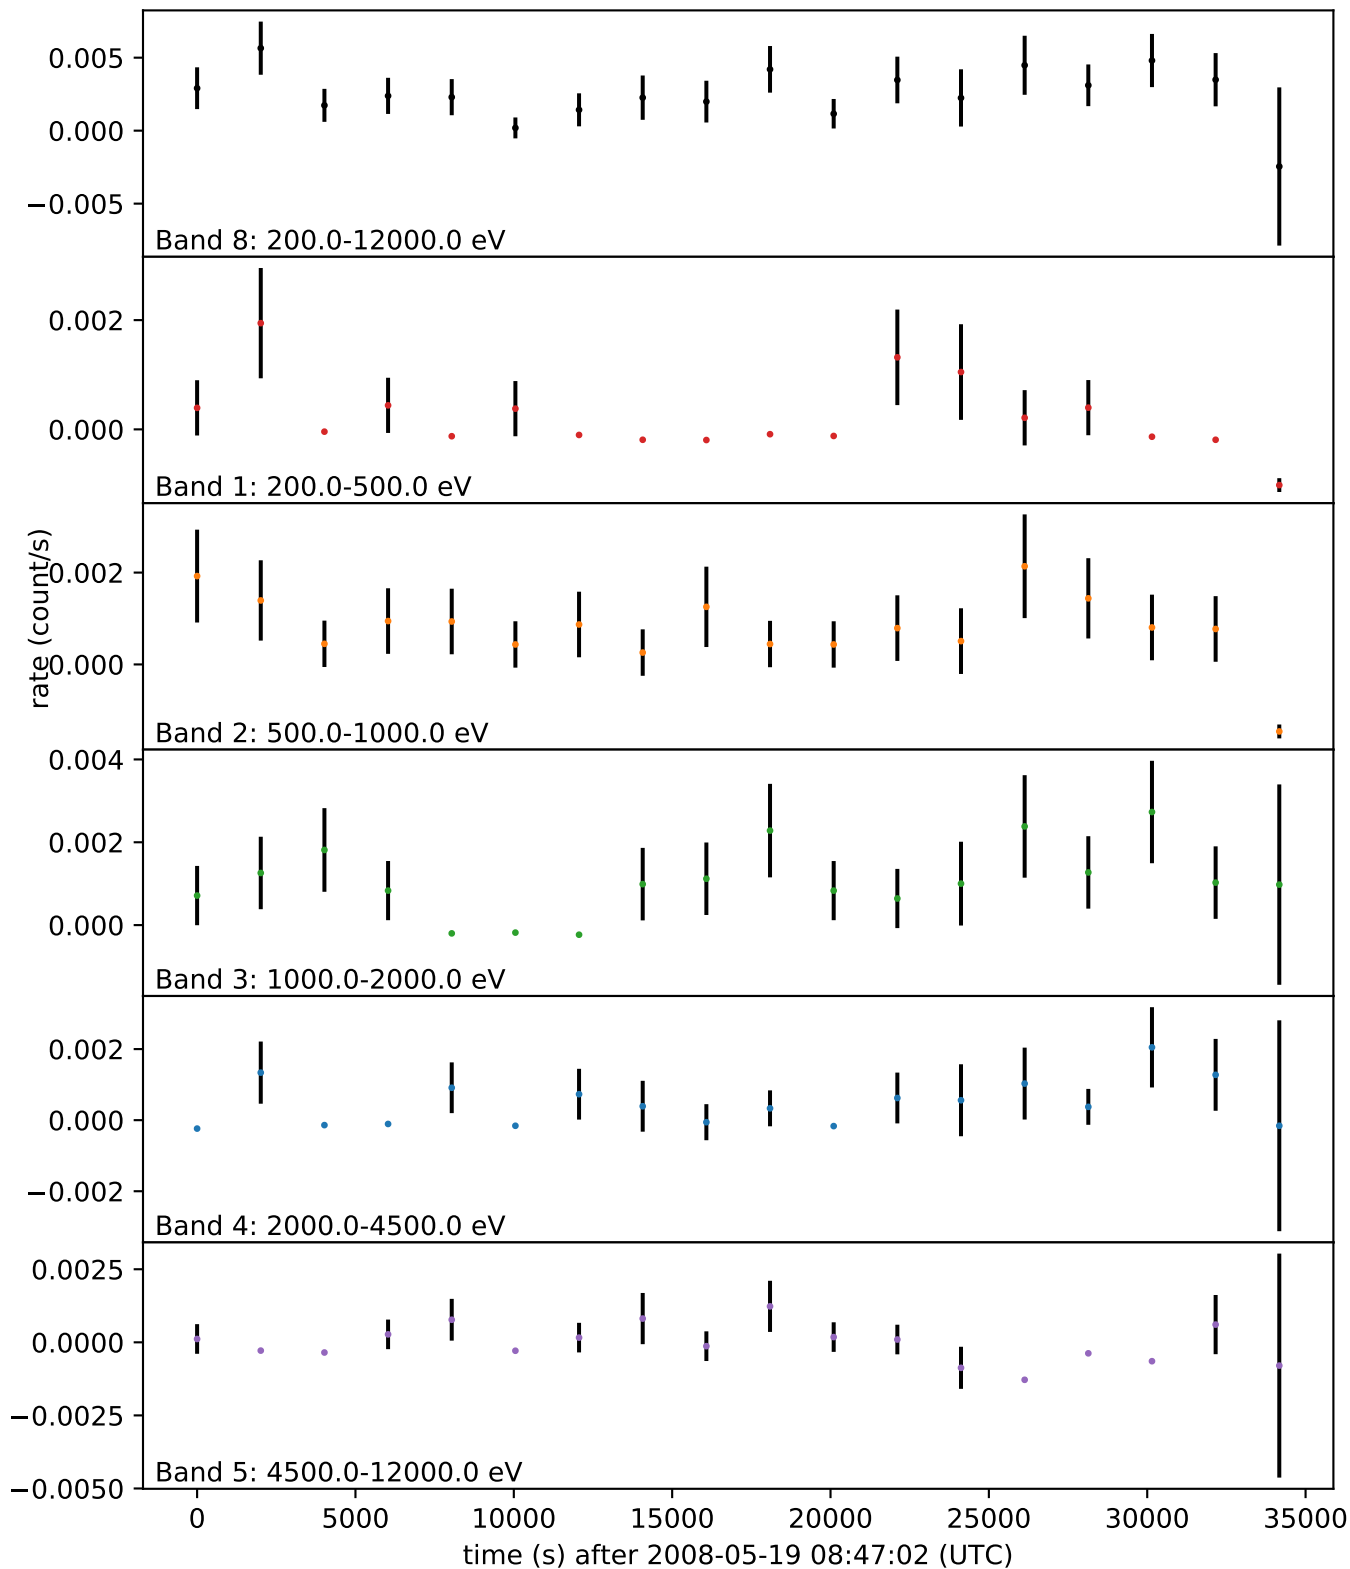 0.005
0.000
−0.005
Band 8: 200.0-12000.0 eV
0.002
0.000
Band 1: 200.0-500.0 eV
rate (count/s)
0.002
0.000
Band 2: 500.0-1000.0 eV
0.004
0.002
0.000
Band 3: 1000.0-2000.0 eV
0.002
0.000
−0.002
Band 4: 2000.0-4500.0 eV
0.0025
0.0000
−0.0025
−0.0050
Band 5: 4500.0-12000.0 eV
0 5000 10000 15000 20000 25000 30000 35000
time (s) after 2008-05-19 08:47:02 (UTC)